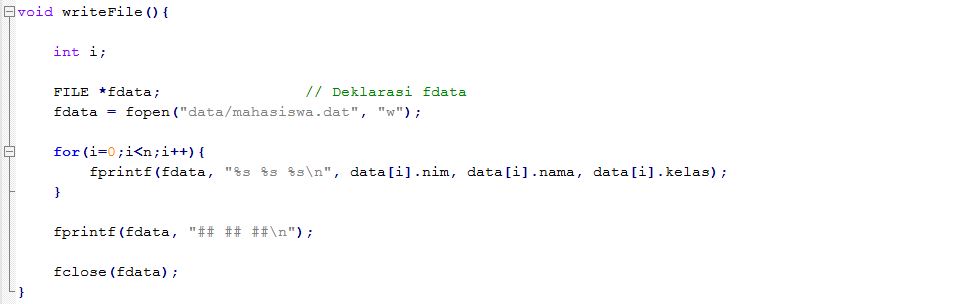 void writeFile(){
int i;
FILE *fdata; // Deklarasi fdata
fdata = fopen("data/mahasiswa.dat", "w");
for(i=0;i<n;i++){
fprintf(fdata, "%s %s %s\n", data[i].nim, data[i].nama, data[i].kelas);
}
fprintf(fdata, "## ## ##\n");
fclose(fdata);
}